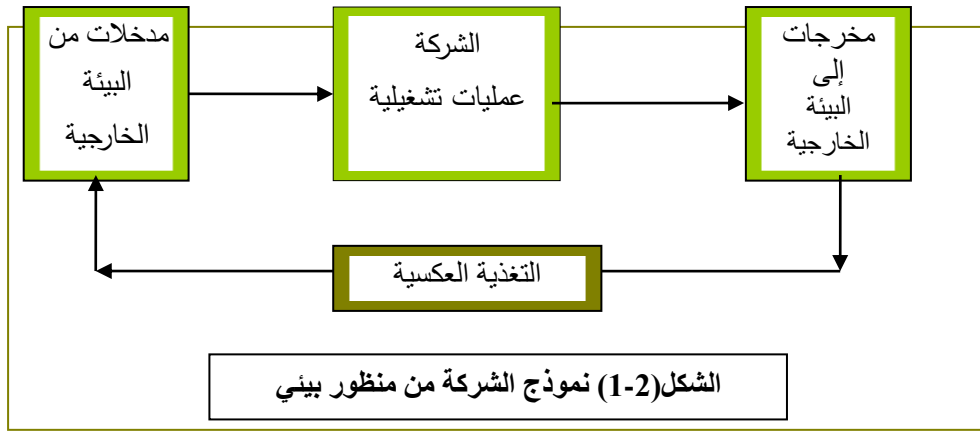 مدخلات من
البيئة
الخارجية
الشركة
عمليات تشغيلية
مخرجات
إلى
البيئة
الخارجية
التغذية العكسية
الشكل(2-1) نموذج الشركة من منظور بيئي